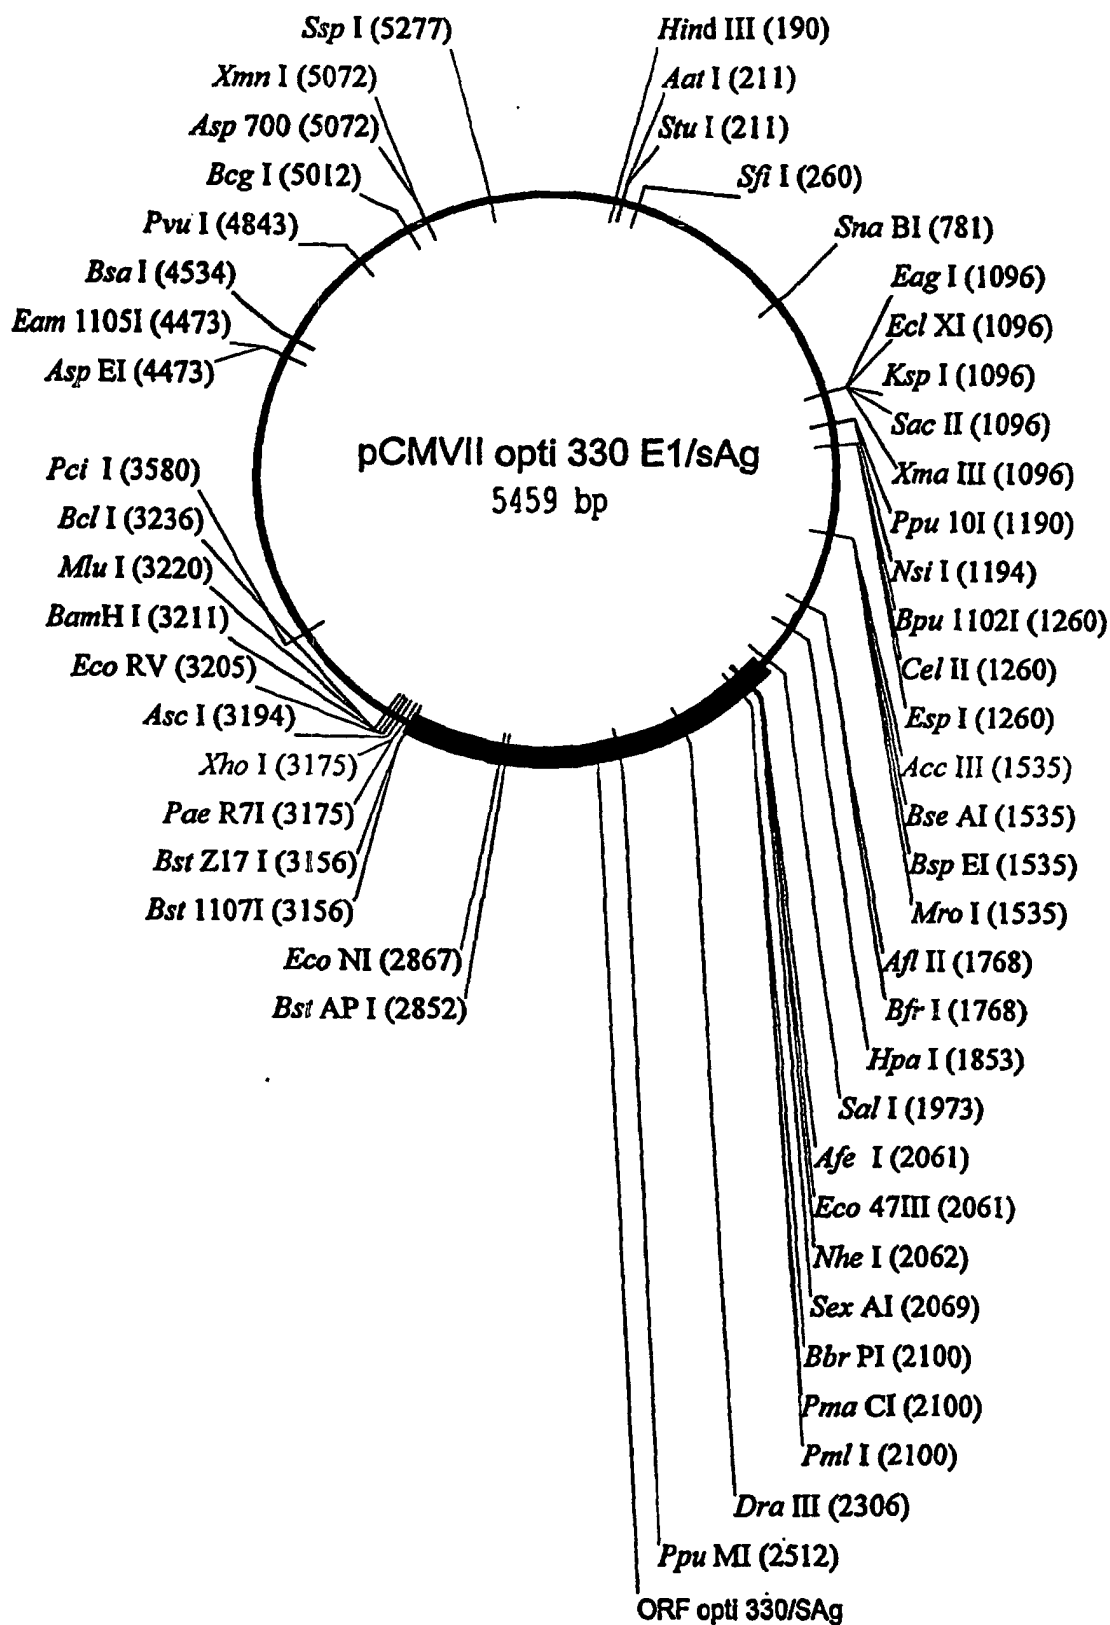 Ssp I (5277)
Xmn I (5072)
Asp 700 (5072)
Bcg I (5012)
Pvu I (4843)
Bsa I (4534)
Eam 1105I (4473)
Asp EI (4473)
Hind III (190)
Aat I (211)
Stu I (211)
Sfi I (260)
Sna BI (781)
Eag I (1096)
Ecl XI (1096)
Ksp I (1096)
Sac II (1096)
Xma III (1096)
Ppu 10I (1190)
Nsi I (1194)
Bpu 1102I (1260)
Cel II (1260)
Esp I (1260)
Acc III (1535)
Bse AI (1535)
Bsp EI (1535)
Mro I (1535)
Afl II (1768)
Bfr I (1768)
Hpa I (1853)
Sal I (1973)
Afe I (2061)
Eco 47III (2061)
Nhe I (2062)
Sex AI (2069)
Bbr PI (2100)
Pma CI (2100)
Pml I (2100)
Dra III (2306)
Ppu MI (2512)
ORF opti 330/SAg
pCMVII opti 330 E1/sAg
5459 bp
Pci I (3580)
Bcl I (3236)
Mlu I (3220)
BamH I (3211)
Eco RV (3205)
Asc I (3194)
Xho I (3175)
Pae R7I (3175)
Bst Z17 I (3156)
Bst 1107I (3156)
Eco NI (2867)
Bst AP I (2852)